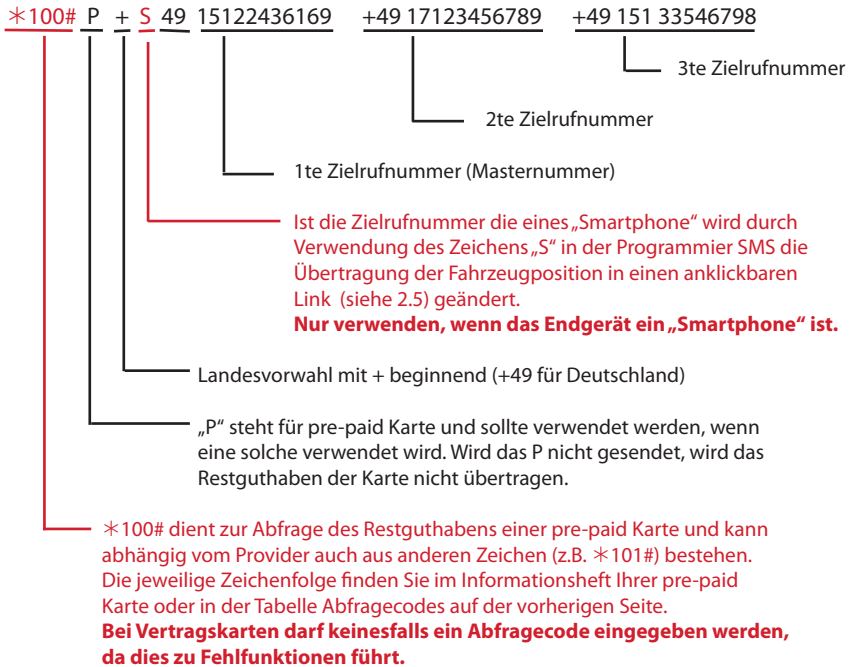 *100# P + S 49 15122436169 +49 17123456789 +49 151 33546798
3te Zielrufnummer
2te Zielrufnummer
1te Zielrufnummer (Masternummer)
Ist die Zielrufnummer die eines „Smartphone“ wird durch
Verwendung des Zeichens „S“ in der Programmier SMS die
Übertragung der Fahrzeugposition in einen anklickbaren
Link (siehe 2.5) geändert.
Nur verwenden, wenn das Endgerät ein „Smartphone“ ist.
Landesvorwahl mit + beginnend (+49 für Deutschland)
„P“ steht für pre-paid Karte und sollte verwendet werden, wenn
eine solche verwendet wird. Wird das P nicht gesendet, wird das
Restguthaben der Karte nicht übertragen.
*100# dient zur Abfrage des Restguthabens einer pre-paid Karte und kann
abhängig vom Provider auch aus anderen Zeichen (z.B. *101#) bestehen.
Die jeweilige Zeichenfolge finden Sie im Informationsheft Ihrer pre-paid
Karte oder in der Tabelle Abfragecodes auf der vorherigen Seite.
Bei Vertragskarten darf keinesfalls ein Abfragecode eingegeben werden,
da dies zu Fehlfunktionen führt.